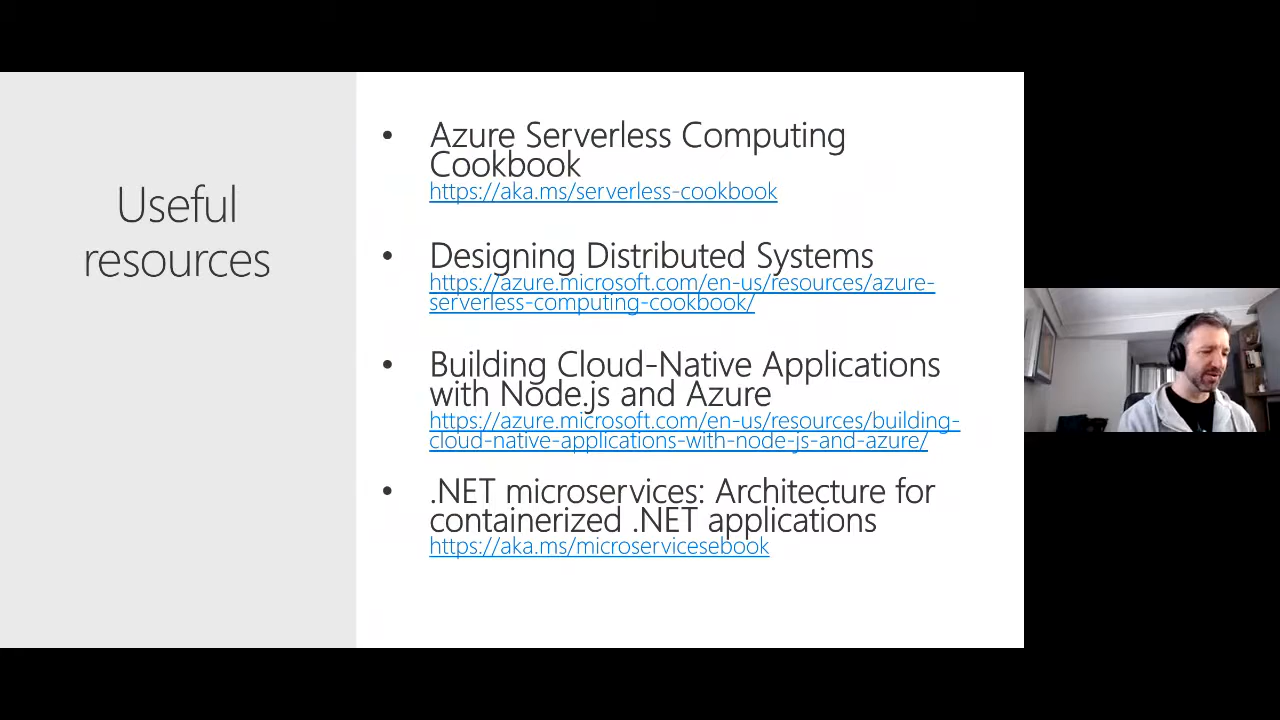 Useful
resources
• Azure Serverless Computing
Cookbook
https://aka.ms/serverless-cookbook
• Designing Distributed Systems
https://azure.microsoft.com/en-us/resources/azure-
serverless-computing-cookbook/
• Building Cloud-Native Applications
with Node.js and Azure
https://azure.microsoft.com/en-us/resources/building-
cloud-native-applications-with-node-js-and-azure/
• .NET microservices: Architecture for
containerized .NET applications
https://aka.ms/microservicesebook